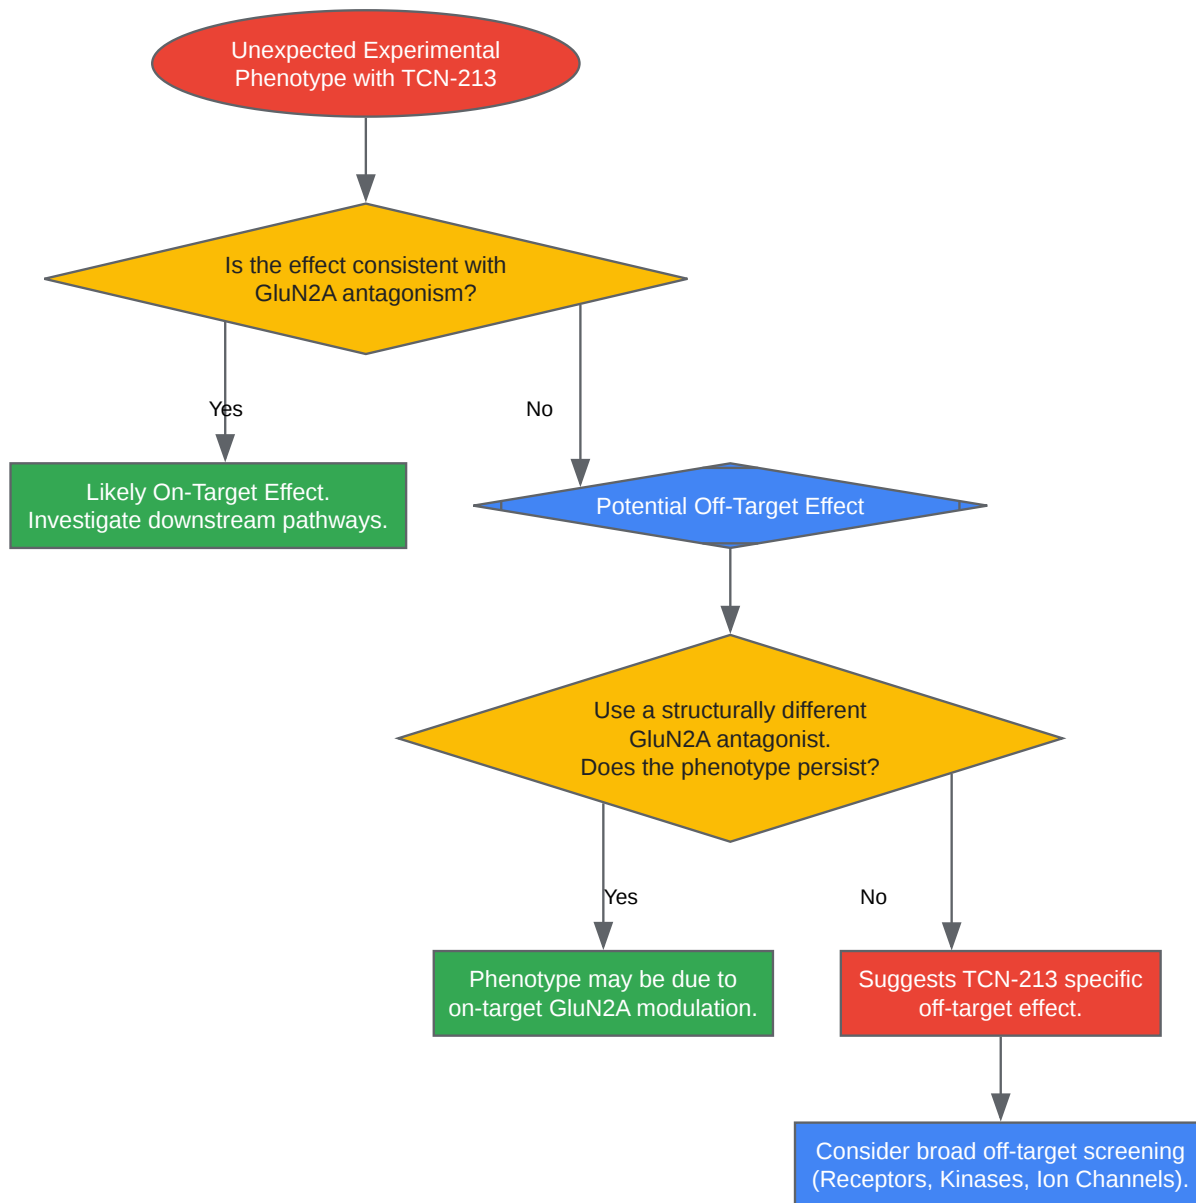 Unexpected Experimental
Phenotype with TCN-213
Is the effect consistent with
GluN2A antagonism?
Yes
No
Likely On-Target Effect.
Investigate downstream pathways.
Potential Off-Target Effect
Use a structurally different
GluN2A antagonist.
Does the phenotype persist?
Yes
No
Phenotype may be due to
on-target GluN2A modulation.
Suggests TCN-213 specific
off-target effect.
Consider broad off-target screening
(Receptors, Kinases, Ion Channels).